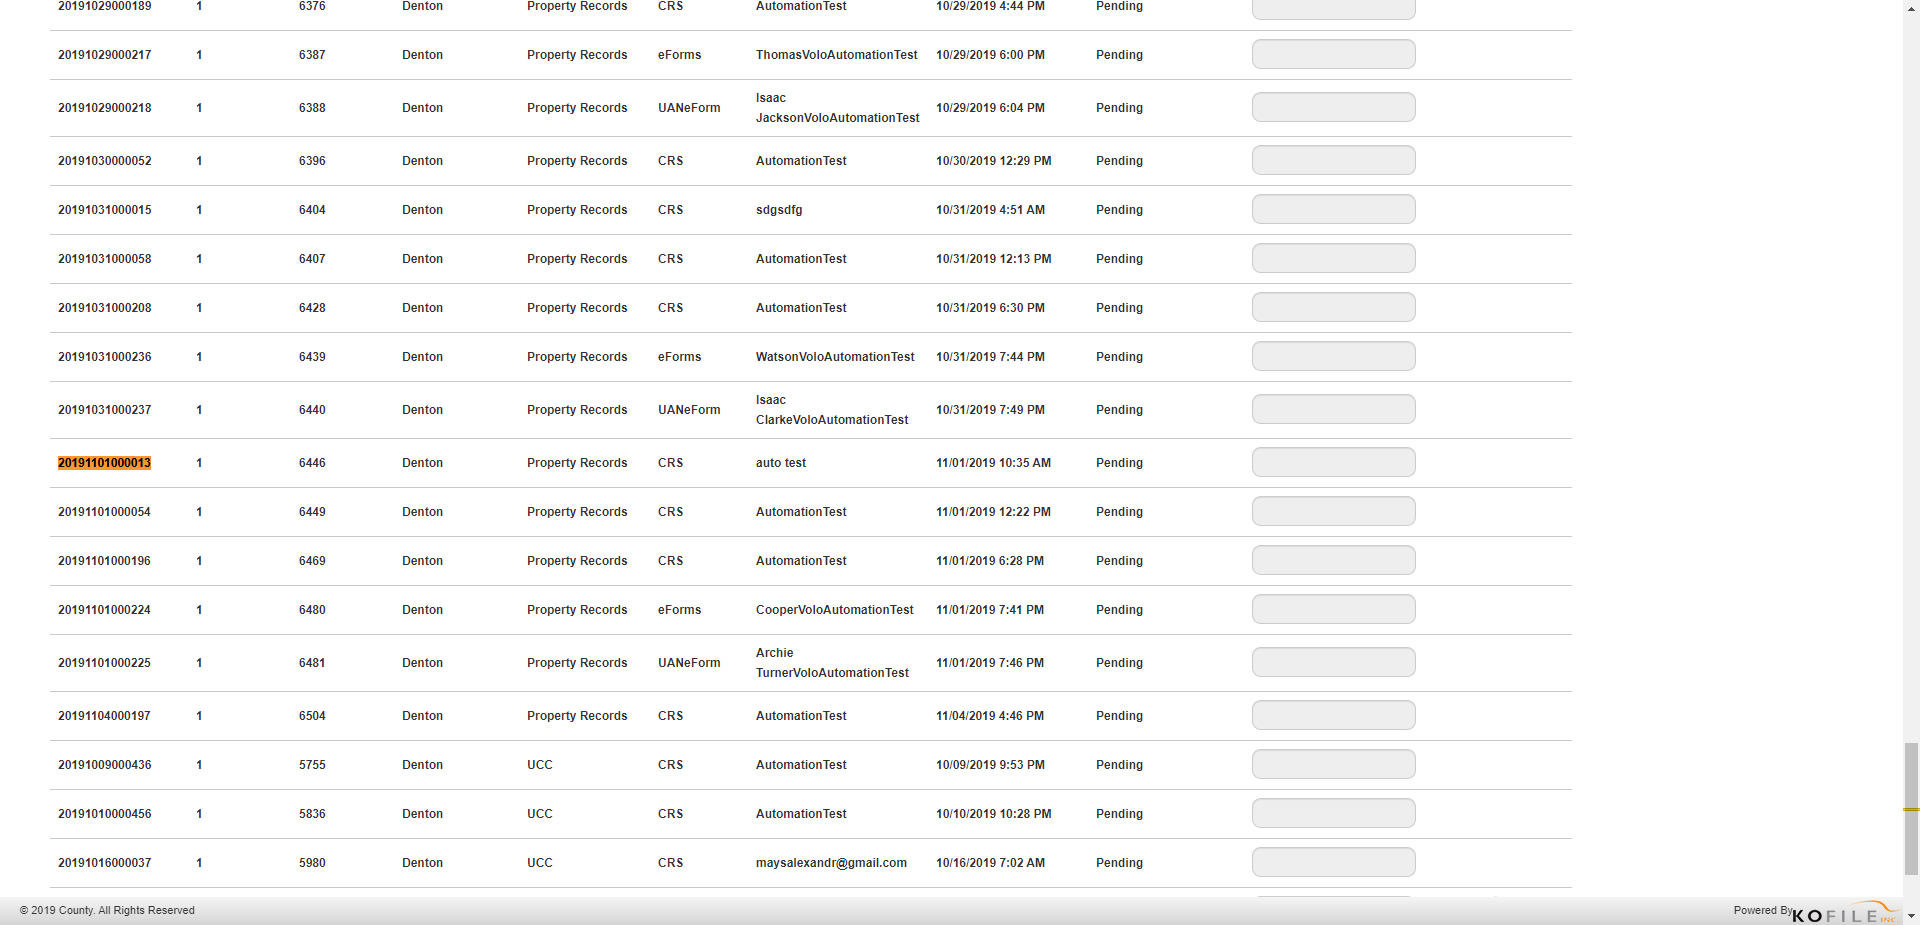 20191029000189 1 6376 Denton Property Records CRS AutomationTest 10/29/2019 4:44 PM Pending
20191029000217 1 6387 Denton Property Records eForms ThomasVoloAutomationTest 10/29/2019 6:00 PM Pending
20191029000218 1 6388 Denton Property Records UANeForm Isaac 10/29/2019 6:04 PM Pending
JacksonVoloAutomationTest
20191030000052 1 6396 Denton Property Records CRS AutomationTest 10/30/2019 12:29 PM Pending
20191031000015 1 6404 Denton Property Records CRS sdgsdfg 10/31/2019 4:51 AM Pending
20191031000058 1 6407 Denton Property Records CRS AutomationTest 10/31/2019 12:13 PM Pending
20191031000208 1 6428 Denton Property Records CRS AutomationTest 10/31/2019 6:30 PM Pending
20191031000236 1 6439 Denton Property Records eForms WatsonVoloAutomationTest 10/31/2019 7:44 PM Pending
20191031000237 1 6440 Denton Property Records UANeForm Isaac 10/31/2019 7:49 PM Pending
ClarkeVoloAutomationTest
20191101000013 1 6446 Denton Property Records CRS auto test 11/01/2019 10:35 AM Pending
20191101000054 1 6449 Denton Property Records CRS AutomationTest 11/01/2019 12:22 PM Pending
20191101000196 1 6469 Denton Property Records CRS AutomationTest 11/01/2019 6:28 PM Pending
20191101000224 1 6480 Denton Property Records eForms CooperVoloAutomationTest 11/01/2019 7:41 PM Pending
20191101000225 1 6481 Denton Property Records UANeForm Archie 11/01/2019 7:46 PM Pending
TurnerVoloAutomationTest
20191104000197 1 6504 Denton Property Records CRS AutomationTest 11/04/2019 4:46 PM Pending
20191009000436 1 5755 Denton UCC CRS AutomationTest 10/09/2019 9:53 PM Pending
20191010000456 1 5836 Denton UCC CRS AutomationTest 10/10/2019 10:28 PM Pending
20191016000037 1 5980 Denton UCC CRS maysalexandr@gmail.com 10/16/2019 7:02 AM Pending
© 2019 County. All Rights Reserved
Powered By KOFILE INC.